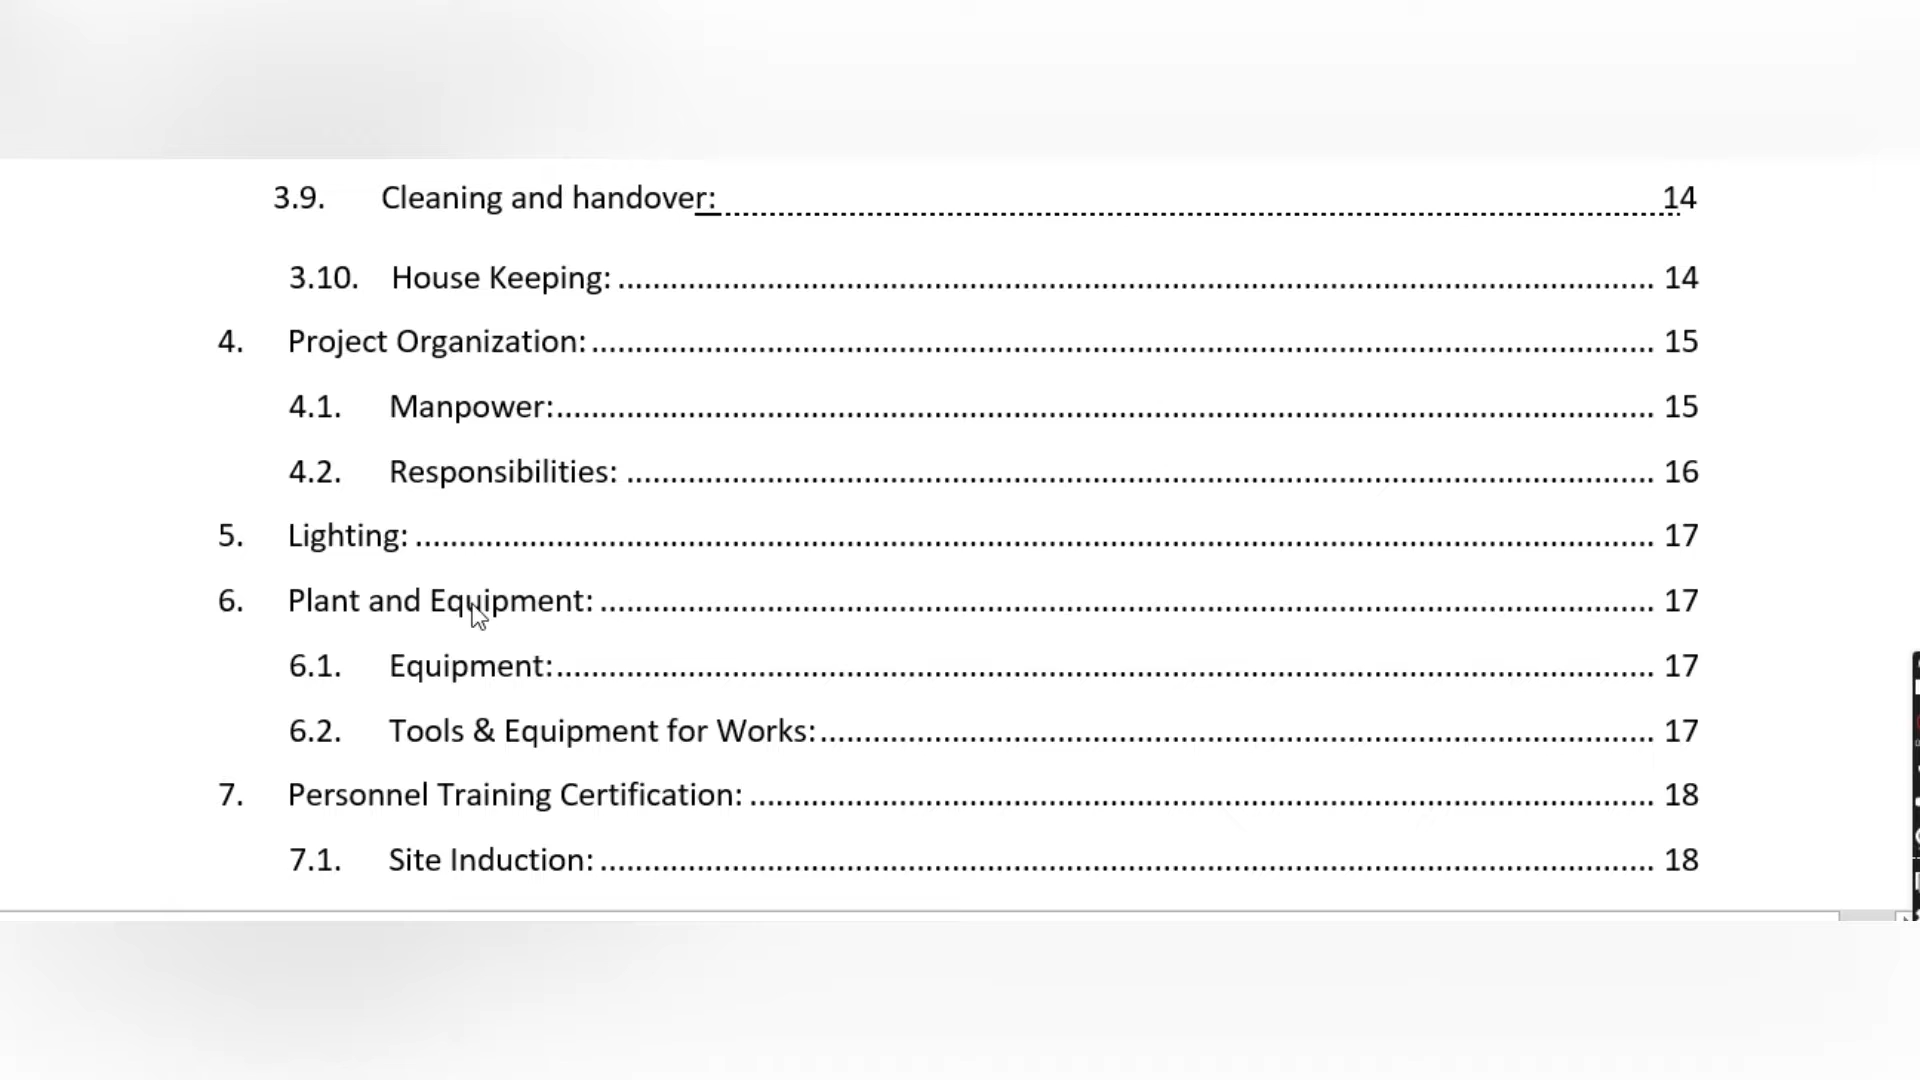 3.9. Cleaning and handover: 14
3.10. House Keeping: 14
4. Project Organization: 15
4.1. Manpower: 15
4.2. Responsibilities: 16
5. Lighting: 17
6. Plant and Equipment: 17
6.1. Equipment: 17
6.2. Tools & Equipment for Works: 17
7. Personnel Training Certification: 18
7.1. Site Induction: 18